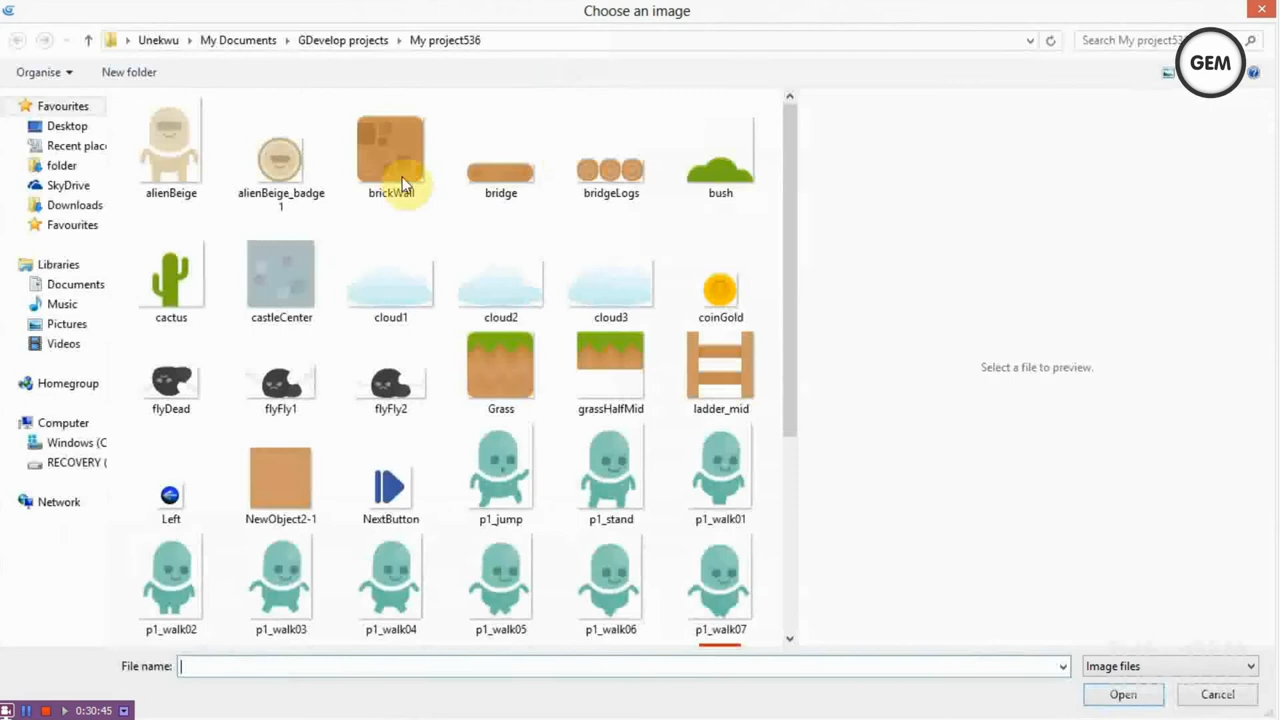 Choose an image
Unekwu My Documents GDevelop projects My project536
Search My project53
GEM
Organise New folder
Favourites
Desktop
Recent plac
folder
SkyDrive
Downloads
Favourites
Libraries
Documents
Music
Pictures
Videos
Homegroup
Computer
Windows (C
RECOVERY (
Network
alienBeige alienBeige_badge brickWall bridge bridgeLogs bush
1
cactus castleCenter cloud1 cloud2 cloud3 coinGold
flyDead flyFly1 flyFly2 Grass grassHalfMid ladder_mid
Left NewObject2-1 NextButton p1_jump p1_stand p1_walk01
p1_walk02 p1_walk03 p1_walk04 p1_walk05 p1_walk06 p1_walk07
Select a file to preview.
File name: Image files
Open Cancel
0:30:45